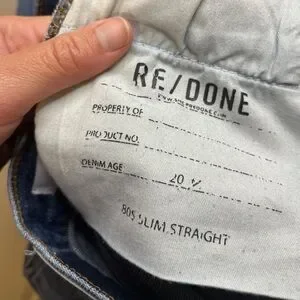 RE/DONE
PROPERTY OF
PRODUCT NO.
DENIM AGE 20 +/-
80S SLIM STRAIGHT